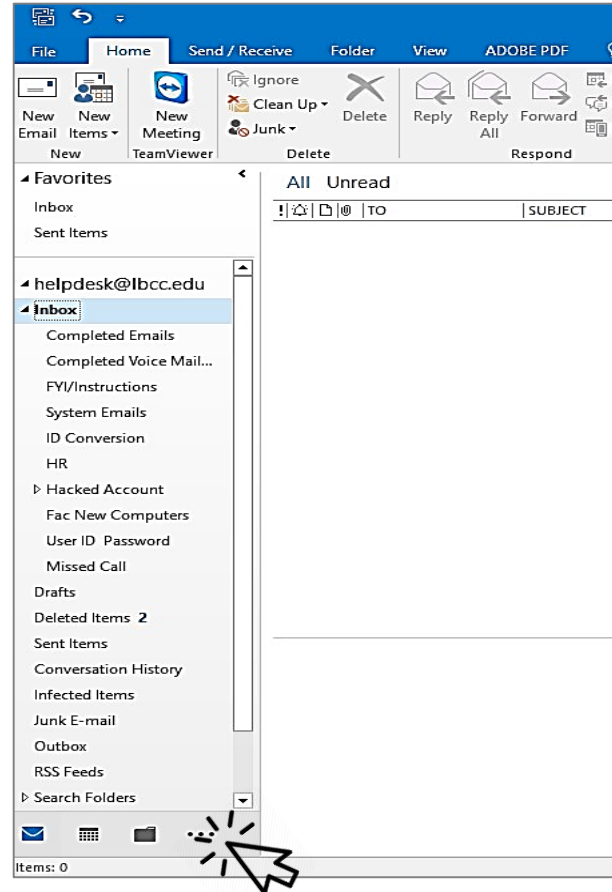 File Home Send / Receive Folder View ADOBE PDF
New Email
New Items
New Meeting
Ignore
Clean Up
Junk
Delete
Reply
Reply All
Forward
New TeamViewer Delete Respond
Favorites
Inbox
Sent Items
helpdesk@lbcc.edu
Inbox
Completed Emails
Completed Voice Mail...
FYI/Instructions
System Emails
ID Conversion
HR
Hacked Account
Fac New Computers
User ID Password
Missed Call
Drafts
Deleted Items 2
Sent Items
Conversation History
Infected Items
Junk E-mail
Outbox
RSS Feeds
Search Folders
All Unread
! TO SUBJECT
...
Items: 0